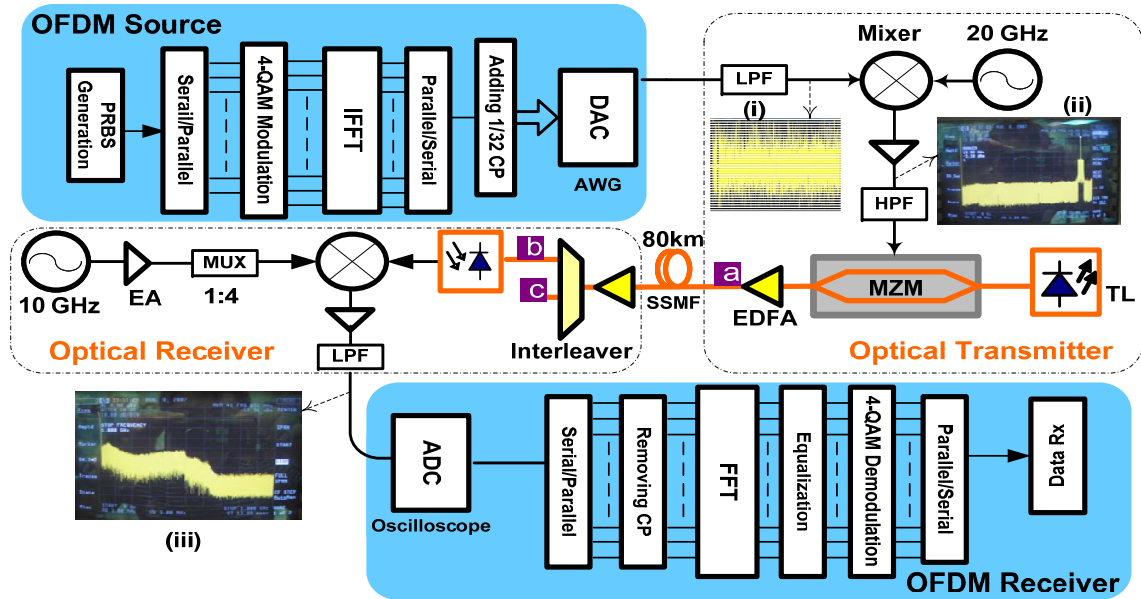 OFDM Source
PRBS Generation
Serail/Parallel
4-QAM Modulation
IFFT
Parallel/Serial
Adding 1/32 CP
DAC
AWG
LPF
(i)
Mixer
20 GHz
(ii)
HPF
MZM
TL
EDFA
Optical Transmitter
80km
SSMF
a
b
c
Interleaver
10 GHz
EA
MUX
1:4
LPF
Optical Receiver
(iii)
ADC
Oscilloscope
Serial/Parallel
Removing CP
FFT
Equalization
4-QAM Demodulation
Parallel/Serial
Data Rx
OFDM Receiver